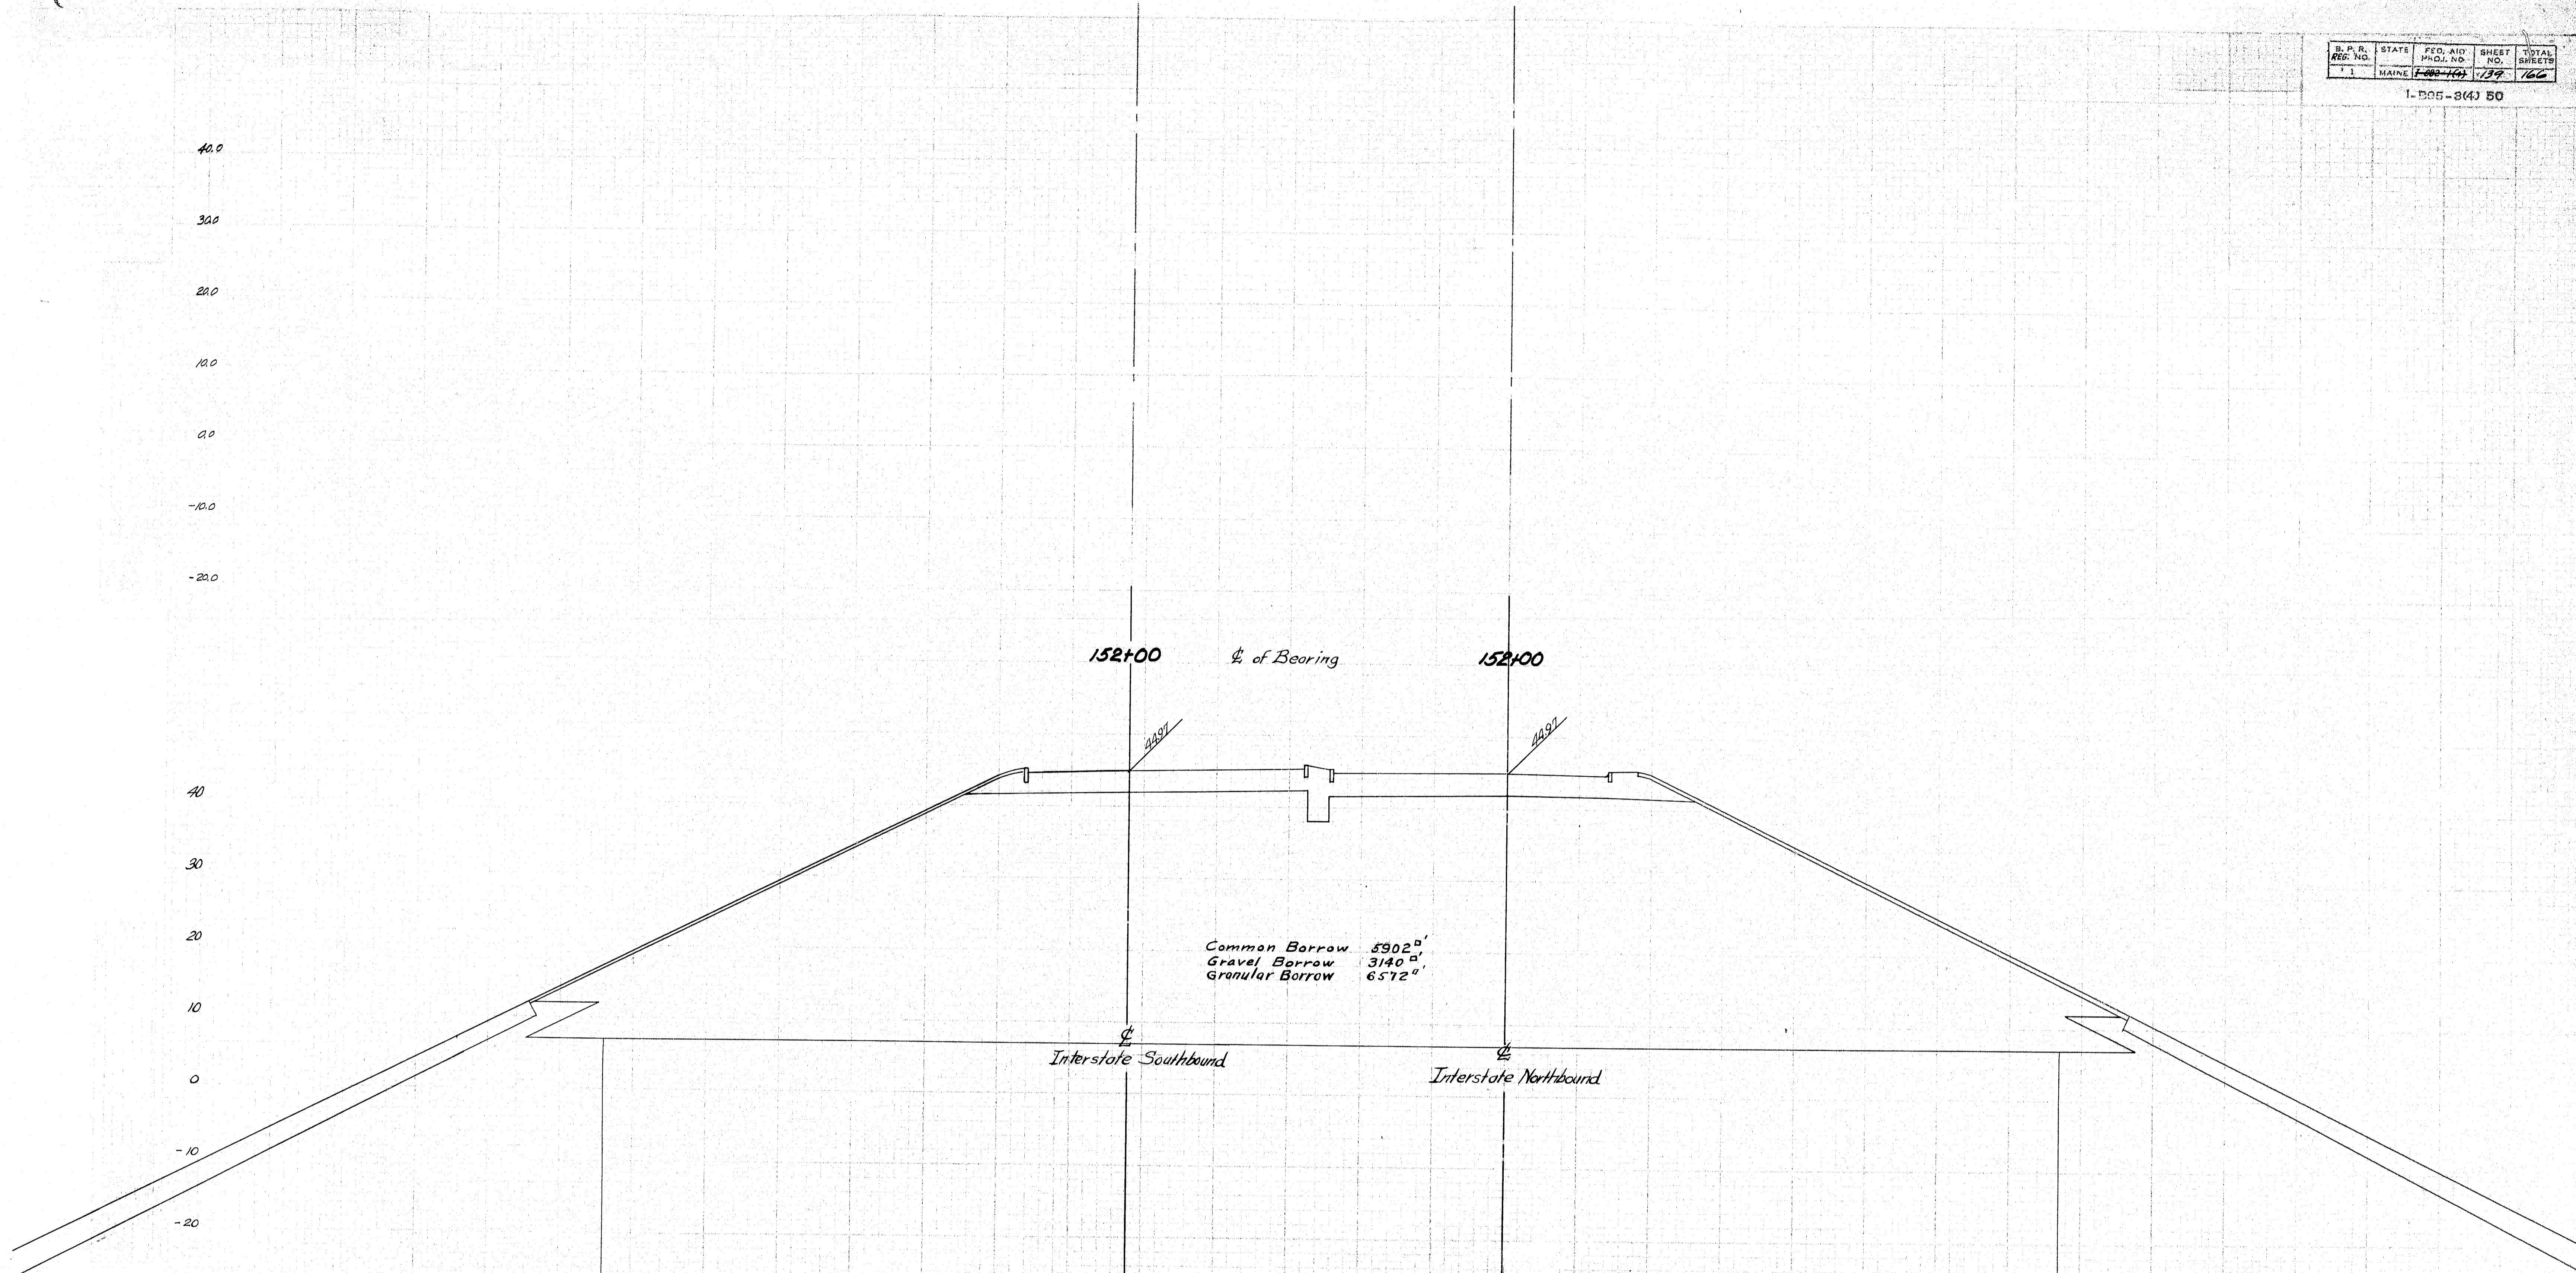 B. P. R. REG. NO. STATE FED. AID PROJ. NO. SHEET NO. TOTAL SHEETS
1 MAINE 139 166
I-B95-3(4) 50
40.0
30.0
20.0
10.0
0.0
-10.0
-20.0
152+00 ℄ of Bearing 152+00
44.97 44.97
40
30
20
Common Borrow 5902□'
Gravel Borrow 3140□'
Granular Borrow 6572□'
10
℄ Interstate Southbound
℄ Interstate Northbound
0
-10
-20